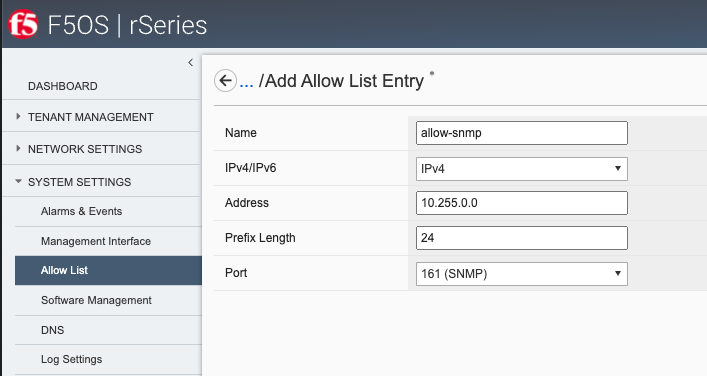 f5 F5OS | rSeries
DASHBOARD
TENANT MANAGEMENT
NETWORK SETTINGS
SYSTEM SETTINGS
Alarms & Events
Management Interface
Allow List
Software Management
DNS
Log Settings
... /Add Allow List Entry *
Name allow-snmp
IPv4/IPv6 IPv4
Address 10.255.0.0
Prefix Length 24
Port 161 (SNMP)